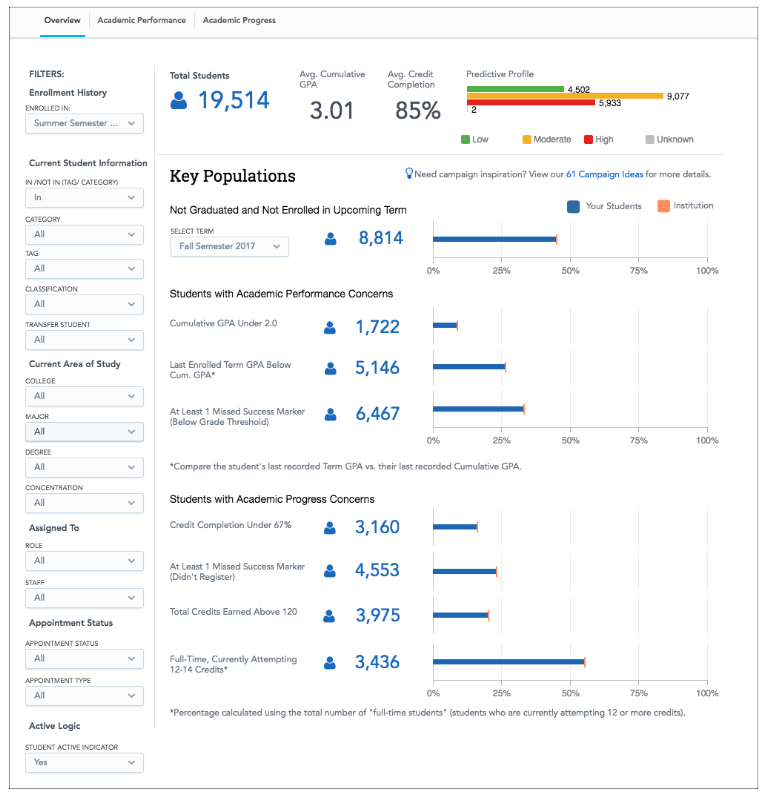 Overview
Academic Performance
Academic Progress
FILTERS:
Enrollment History
ENROLLED IN:
Summer Semester ...
Current Student Information
IN /NOT IN (TAG/ CATEGORY)
In
CATEGORY
All
TAG
All
CLASSIFICATION
All
TRANSFER STUDENT
All
Current Area of Study
COLLEGE
All
MAJOR
All
DEGREE
All
CONCENTRATION
All
Assigned To
ROLE
All
STAFF
All
Appointment Status
APPOINTMENT STATUS
All
APPOINTMENT TYPE
All
Active Logic
STUDENT ACTIVE INDICATOR
Yes
Total Students
19,514
Avg. Cumulative
GPA
3.01
Avg. Credit
Completion
85%
Predictive Profile
4,502
9,077
5,933
2
Low
Moderate
High
Unknown
Key Populations
Need campaign inspiration? View our 61 Campaign Ideas for more details.
Not Graduated and Not Enrolled in Upcoming Term
Your Students
Institution
SELECT TERM
Fall Semester 2017
8,814
0% 25% 50% 75% 100%
Students with Academic Performance Concerns
Cumulative GPA Under 2.0
1,722
Last Enrolled Term GPA Below
Cum. GPA*
5,146
At Least 1 Missed Success Marker
(Below Grade Threshold)
6,467
0% 25% 50% 75% 100%
*Compare the student's last recorded Term GPA vs. their last recorded Cumulative GPA.
Students with Academic Progress Concerns
Credit Completion Under 67%
3,160
At Least 1 Missed Success Marker
(Didn't Register)
4,553
Total Credits Earned Above 120
3,975
Full-Time, Currently Attempting
12-14 Credits*
3,436
0% 25% 50% 75% 100%
*Percentage calculated using the total number of "full-time students" (students who are currently attempting 12 or more credits).